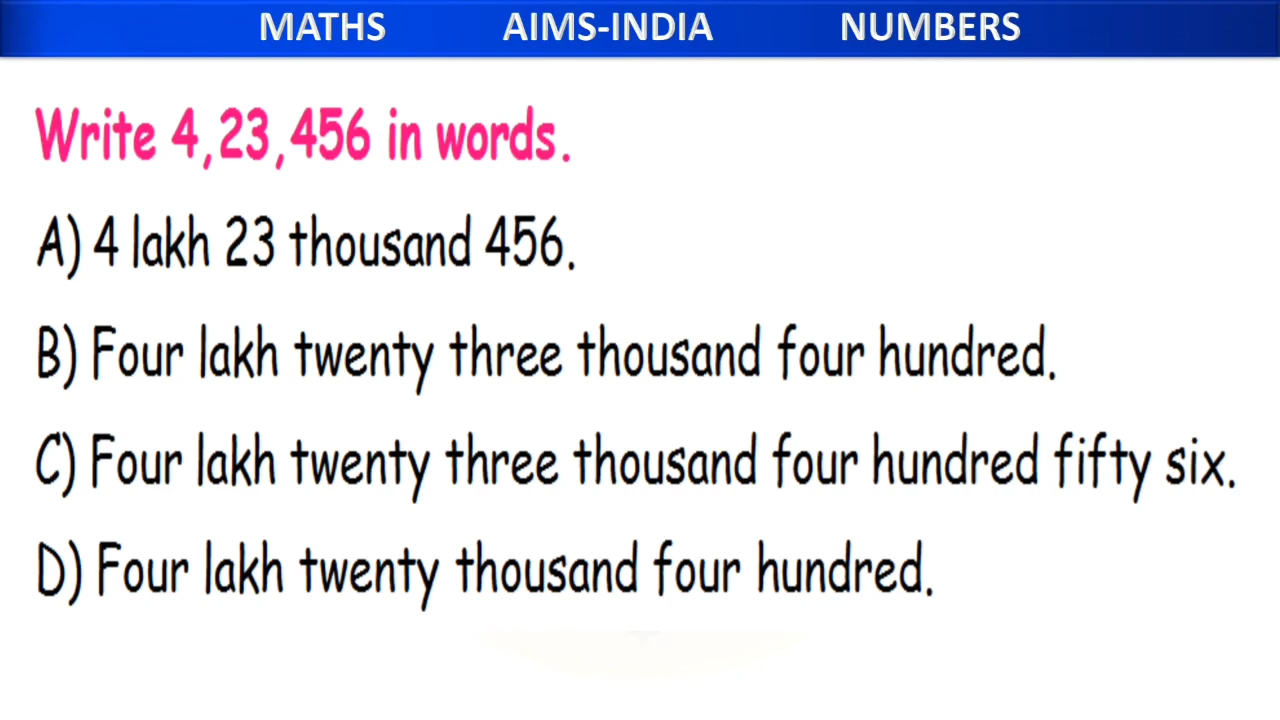 MATHS AIMS-INDIA NUMBERS
Write 4,23,456 in words.
A) 4 lakh 23 thousand 456.
B) Four lakh twenty three thousand four hundred.
C) Four lakh twenty three thousand four hundred fifty six.
D) Four lakh twenty thousand four hundred.